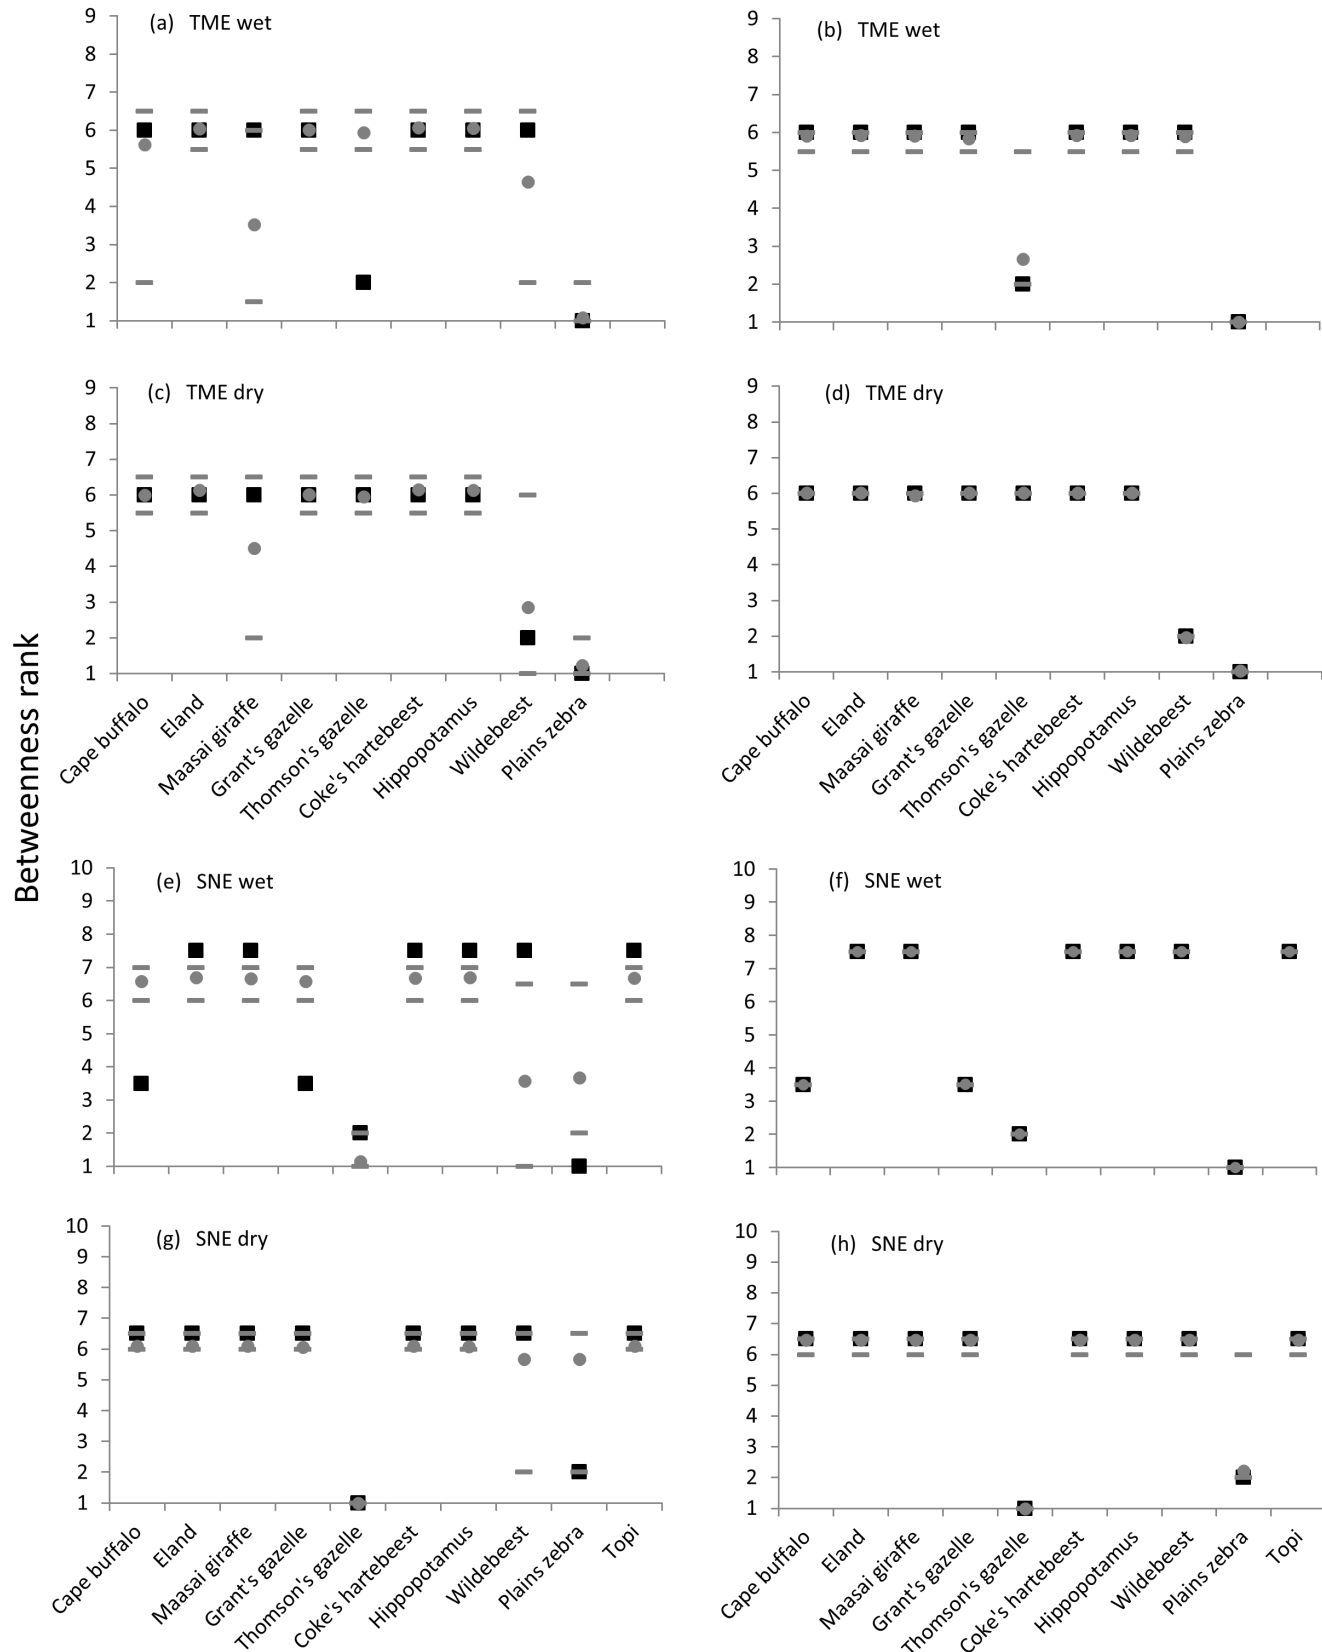 Betweenness rank
(a) TME wet
9
8
7
6
5
4
3
2
1
(b) TME wet
9
8
7
6
5
4
3
2
1
(c) TME dry
9
8
7
6
5
4
3
2
1
Cape buffalo
Eland
Maasai giraffe
Grant's gazelle
Thomson's gazelle
Coke's hartebeest
Hippopotamus
Wildebeest
Plains zebra
(d) TME dry
9
8
7
6
5
4
3
2
1
Cape buffalo
Eland
Maasai giraffe
Grant's gazelle
Thomson's gazelle
Coke's hartebeest
Hippopotamus
Wildebeest
Plains zebra
(e) SNE wet
10
9
8
7
6
5
4
3
2
1
(f) SNE wet
10
9
8
7
6
5
4
3
2
1
(g) SNE dry
10
9
8
7
6
5
4
3
2
1
Cape buffalo
Eland
Maasai giraffe
Grant's gazelle
Thomson's gazelle
Coke's hartebeest
Hippopotamus
Wildebeest
Plains zebra
Topi
(h) SNE dry
10
9
8
7
6
5
4
3
2
1
Cape buffalo
Eland
Maasai giraffe
Grant's gazelle
Thomson's gazelle
Coke's hartebeest
Hippopotamus
Wildebeest
Plains zebra
Topi